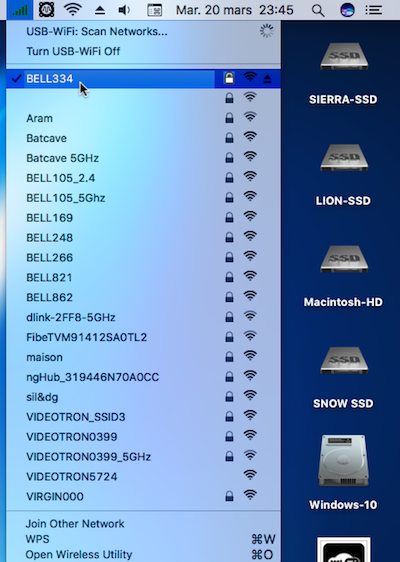 Mar. 20 mars 23:45
USB-WiFi: Scan Networks...
Turn USB-WiFi Off
BELL334
Aram
Batcave
Batcave 5GHz
BELL105_2.4
BELL105_5Ghz
BELL169
BELL248
BELL266
BELL821
BELL862
dlink-2FF8-5GHz
FibeTVM91412SA0TL2
maison
ngHub_319446N70A0CC
sil&dg
VIDEOTRON_SSID3
VIDEOTRON0399
VIDEOTRON0399_5GHz
VIDEOTRON5724
VIRGIN000
Join Other Network
WPS ⌘W
Open Wireless Utility ⌘O
SSD
SIERRA-SSD
SSD
LION-SSD
SSD
Macintosh-HD
SSD
SNOW SSD
Windows-10